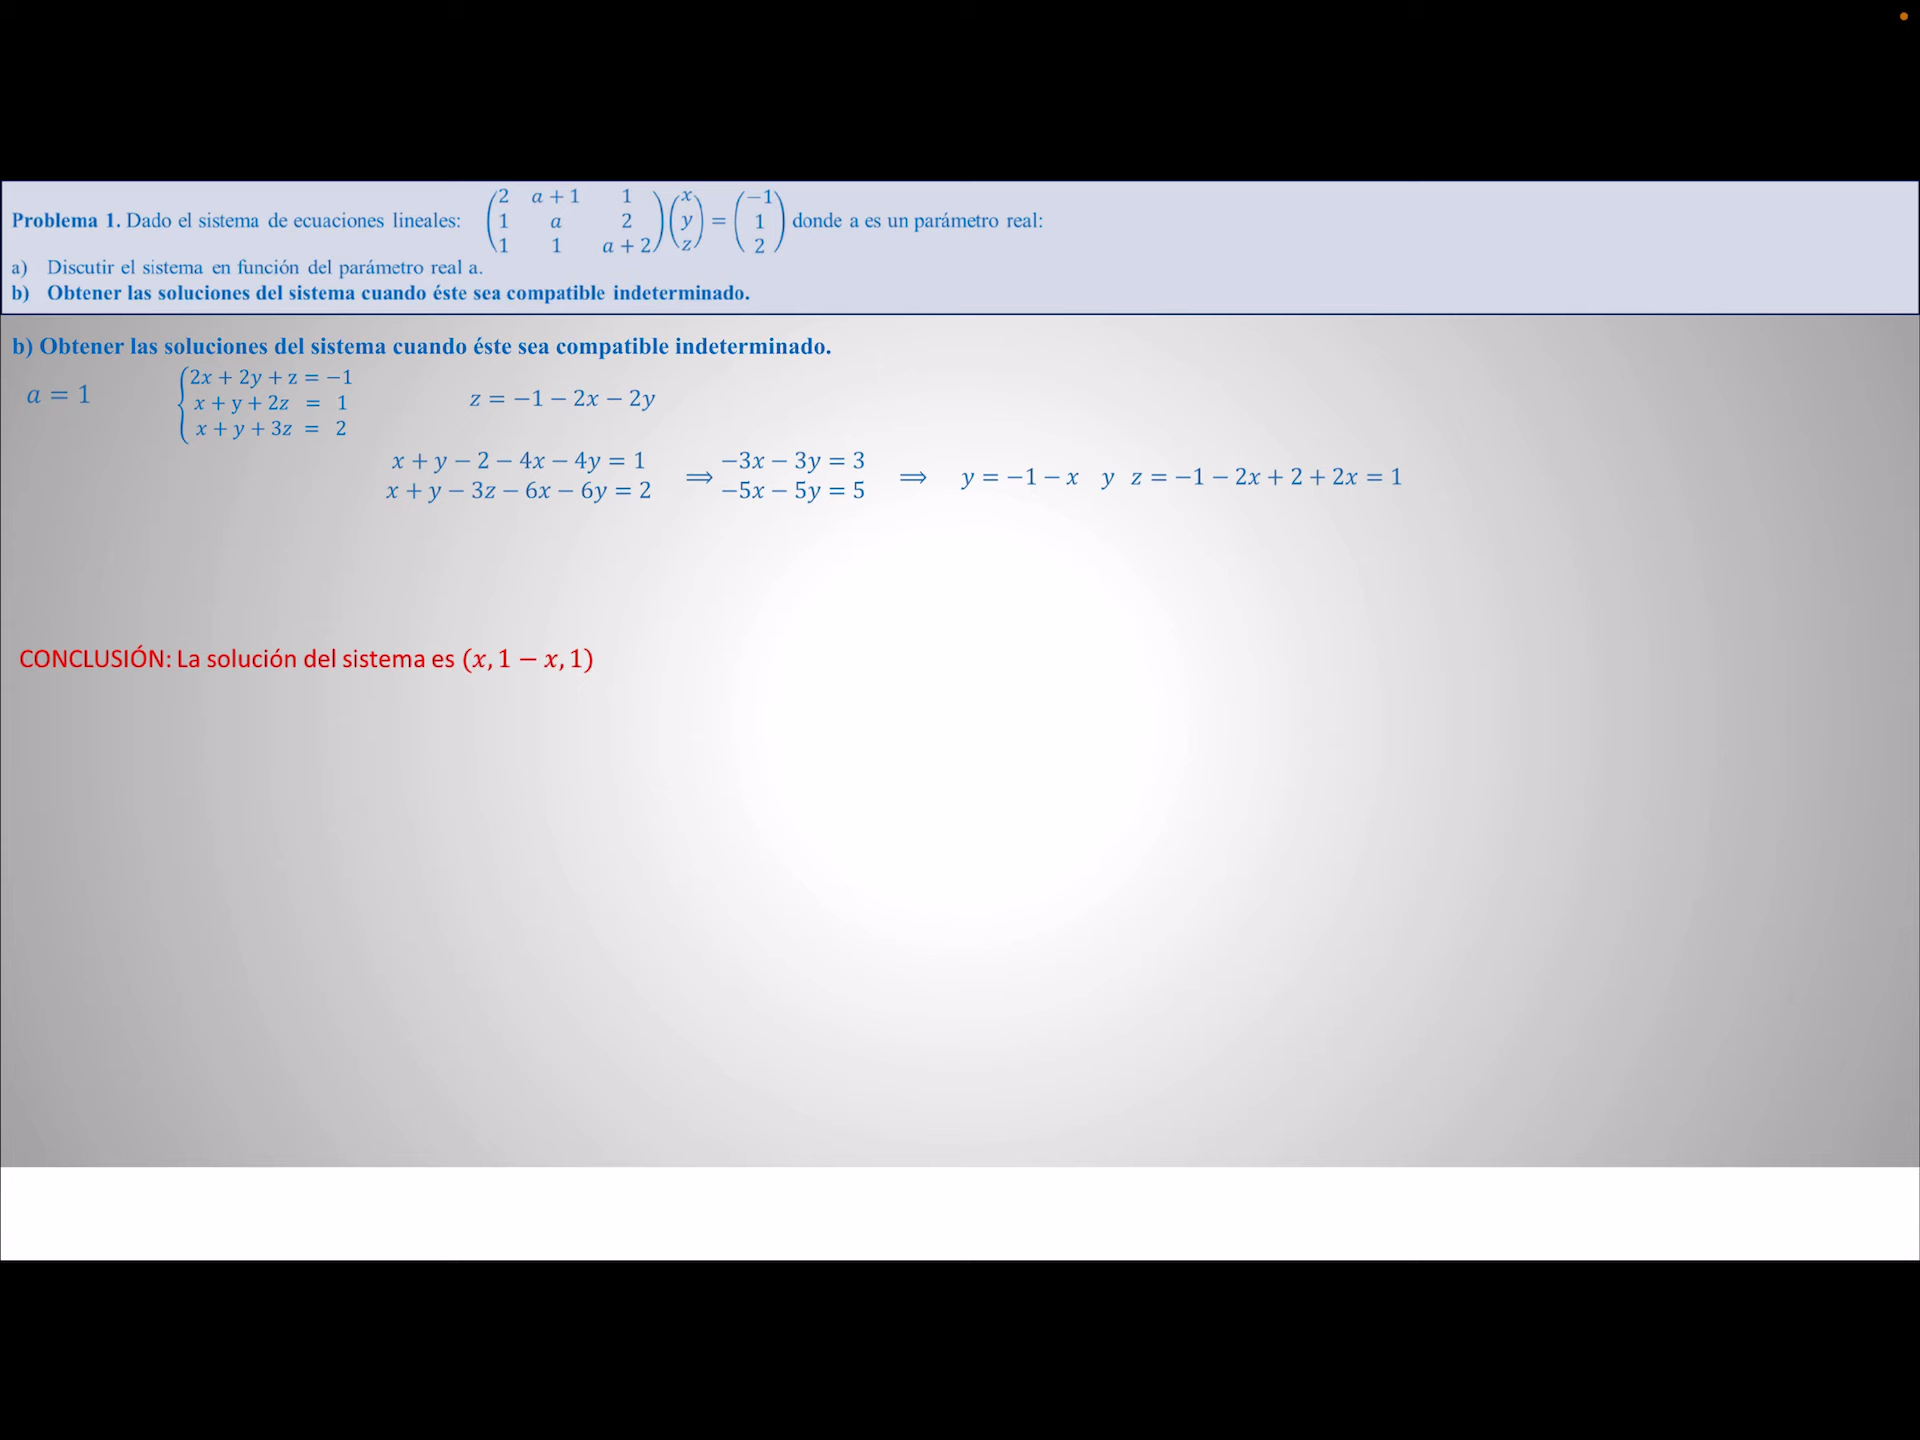 Problema 1. Dado el sistema de ecuaciones lineales: (2 a + 1 1 / 1 a 2 / 1 1 a + 2)(x / y / z) = (−1 / 1 / 2) donde a es un parámetro real:
a) Discutir el sistema en función del parámetro real a.
b) Obtener las soluciones del sistema cuando éste sea compatible indeterminado.
b) Obtener las soluciones del sistema cuando éste sea compatible indeterminado.
a = 1
2x + 2y + z = −1
x + y + 2z = 1
x + y + 3z = 2
z = −1 − 2x − 2y
x + y − 2 − 4x − 4y = 1
x + y − 3z − 6x − 6y = 2
⟹
−3x − 3y = 3
−5x − 5y = 5
⟹ y = −1 − x y z = −1 − 2x + 2 + 2x = 1
CONCLUSIÓN: La solución del sistema es (x, 1 − x, 1)